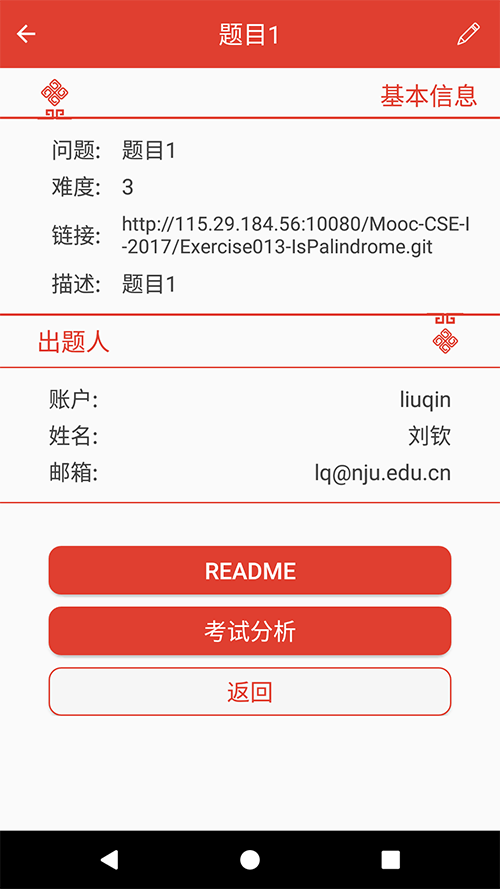 题目1
基本信息
问题: 题目1
难度: 3
链接: http://115.29.184.56:10080/Mooc-CSE-I
-2017/Exercise013-IsPalindrome.git
描述: 题目1
出题人
账户: liuqin
姓名: 刘钦
邮箱: lq@nju.edu.cn
README
考试分析
返回